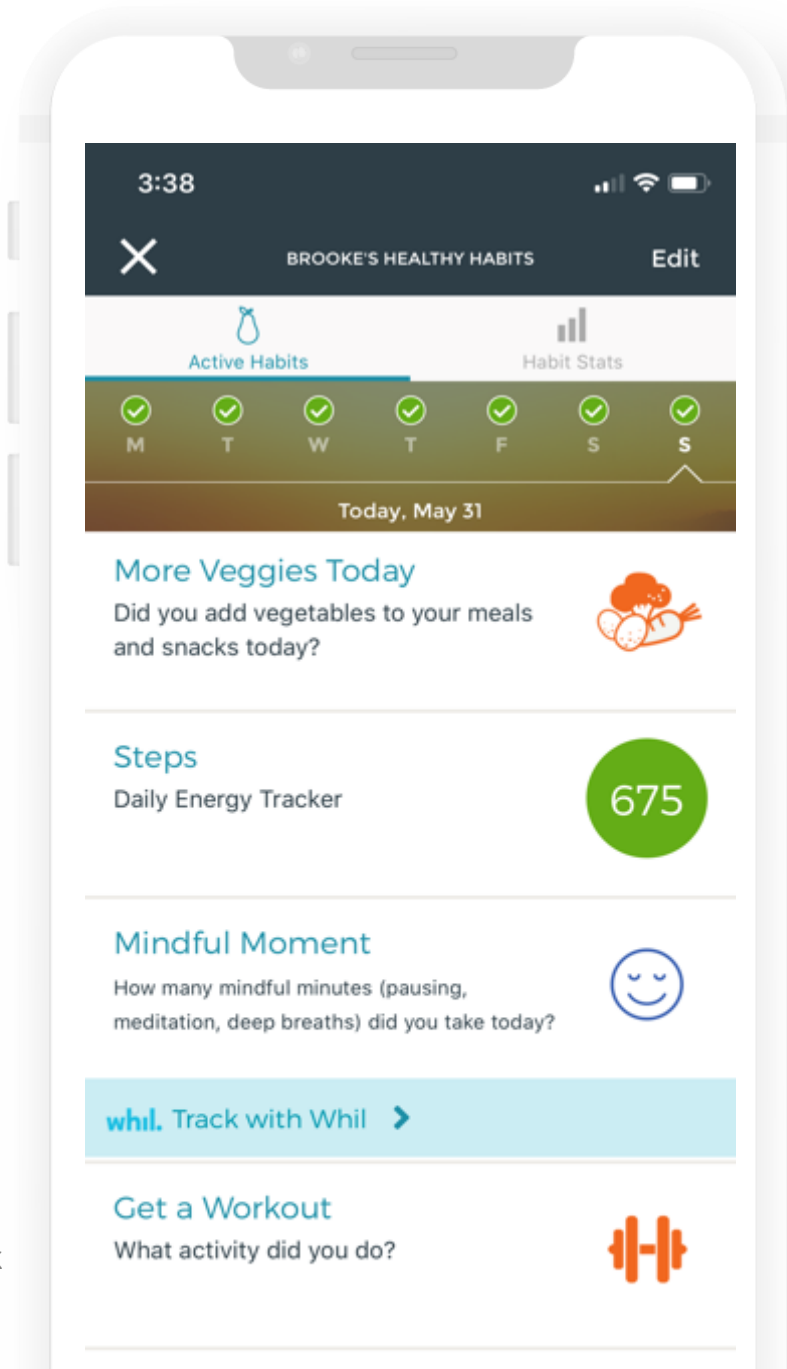 3:38
BROOKE'S HEALTHY HABITS
Edit
Active Habits
Habit Stats
M T W T F S S
Today, May 31
More Veggies Today
Did you add vegetables to your meals
and snacks today?
Steps
Daily Energy Tracker
675
Mindful Moment
How many mindful minutes (pausing,
meditation, deep breaths) did you take today?
whil. Track with Whil
Get a Workout
What activity did you do?